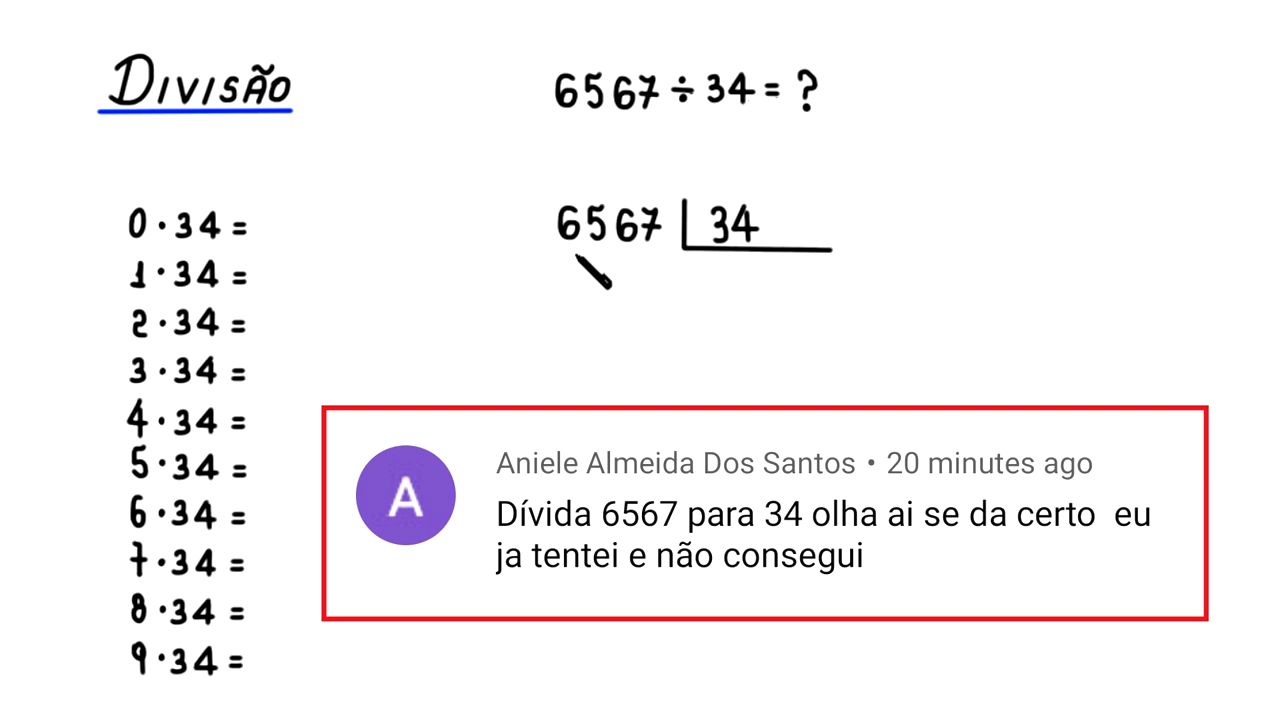 DIVISÃO
6567 ÷ 34 = ?
6567 34
0 · 34 =
1 · 34 =
2 · 34 =
3 · 34 =
4 · 34 =
5 · 34 =
6 · 34 =
7 · 34 =
8 · 34 =
9 · 34 =
A
Aniele Almeida Dos Santos • 20 minutes ago
Dívida 6567 para 34 olha ai se da certo  eu
ja tentei e não consegui